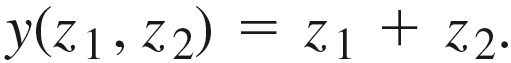 y(z₁, z₂) = z₁ + z₂.